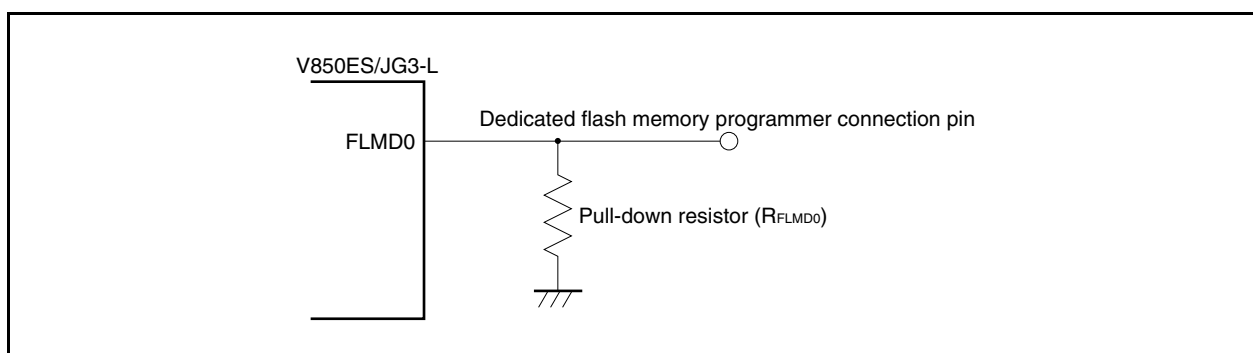 V850ES/JG3-L
Dedicated flash memory programmer connection pin
FLMD0
Pull-down resistor (RFLMD0)